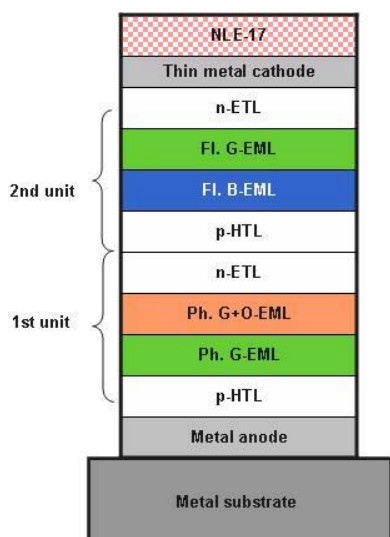 NLE-17
Thin metal cathode
n-ETL
Fl. G-EML
Fl. B-EML
p-HTL
2nd unit
n-ETL
Ph. G+O-EML
Ph. G-EML
p-HTL
1st unit
Metal anode
Metal substrate